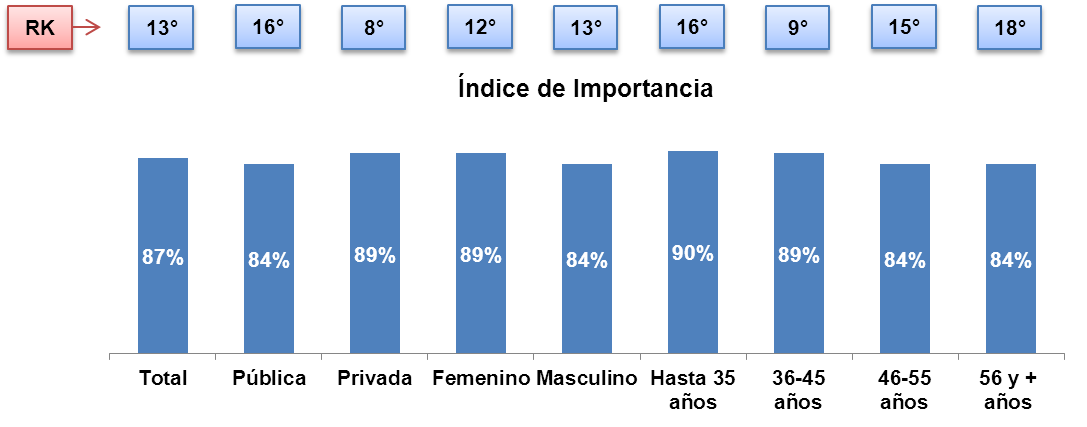 RK 13° 16° 8° 12° 13° 16° 9° 15° 18°
Índice de Importancia
87% 84% 89% 89% 84% 90% 89% 84% 84%
Total Pública Privada Femenino Masculino Hasta 35 36-45 46-55 56 y +
años años años años